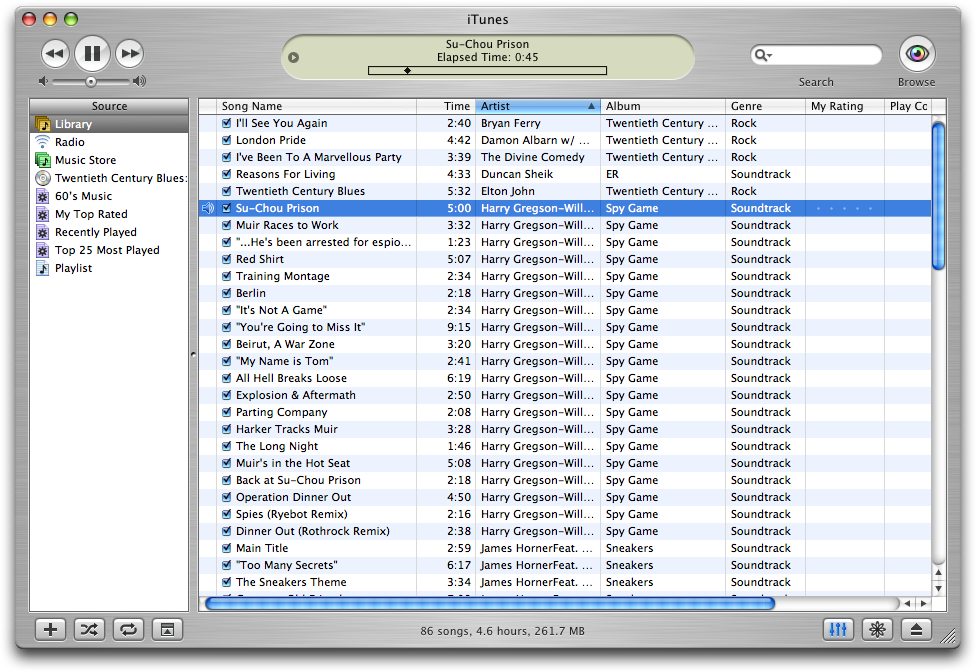 iTunes
Su-Chou Prison
Elapsed Time: 0:45
Search
Browse
Source
Library
Radio
Music Store
Twentieth Century Blues:
60's Music
My Top Rated
Recently Played
Top 25 Most Played
Playlist
Song Name Time Artist Album Genre My Rating Play Co
I'll See You Again 2:40 Bryan Ferry Twentieth Century ... Rock
London Pride 4:42 Damon Albarn w/ ... Twentieth Century ... Rock
I've Been To A Marvellous Party 3:39 The Divine Comedy Twentieth Century ... Rock
Reasons For Living 4:33 Duncan Sheik ER Soundtrack
Twentieth Century Blues 5:32 Elton John Twentieth Century ... Rock
Su-Chou Prison 5:00 Harry Gregson-Will... Spy Game Soundtrack
Muir Races to Work 3:32 Harry Gregson-Will... Spy Game Soundtrack
"...He's been arrested for espio... 1:23 Harry Gregson-Will... Spy Game Soundtrack
Red Shirt 5:07 Harry Gregson-Will... Spy Game Soundtrack
Training Montage 2:34 Harry Gregson-Will... Spy Game Soundtrack
Berlin 2:18 Harry Gregson-Will... Spy Game Soundtrack
"It's Not A Game" 2:34 Harry Gregson-Will... Spy Game Soundtrack
"You're Going to Miss It" 9:15 Harry Gregson-Will... Spy Game Soundtrack
Beirut, A War Zone 3:20 Harry Gregson-Will... Spy Game Soundtrack
"My Name is Tom" 2:41 Harry Gregson-Will... Spy Game Soundtrack
All Hell Breaks Loose 6:19 Harry Gregson-Will... Spy Game Soundtrack
Explosion & Aftermath 2:50 Harry Gregson-Will... Spy Game Soundtrack
Parting Company 2:08 Harry Gregson-Will... Spy Game Soundtrack
Harker Tracks Muir 3:28 Harry Gregson-Will... Spy Game Soundtrack
The Long Night 1:46 Harry Gregson-Will... Spy Game Soundtrack
Muir's in the Hot Seat 5:08 Harry Gregson-Will... Spy Game Soundtrack
Back at Su-Chou Prison 2:18 Harry Gregson-Will... Spy Game Soundtrack
Operation Dinner Out 4:50 Harry Gregson-Will... Spy Game Soundtrack
Spies (Ryebot Remix) 2:16 Harry Gregson-Will... Spy Game Soundtrack
Dinner Out (Rothrock Remix) 2:38 Harry Gregson-Will... Spy Game Soundtrack
Main Title 2:59 James HornerFeat. ... Sneakers Soundtrack
"Too Many Secrets" 6:17 James HornerFeat. ... Sneakers Soundtrack
The Sneakers Theme 3:34 James HornerFeat. ... Sneakers Soundtrack
86 songs, 4.6 hours, 261.7 MB